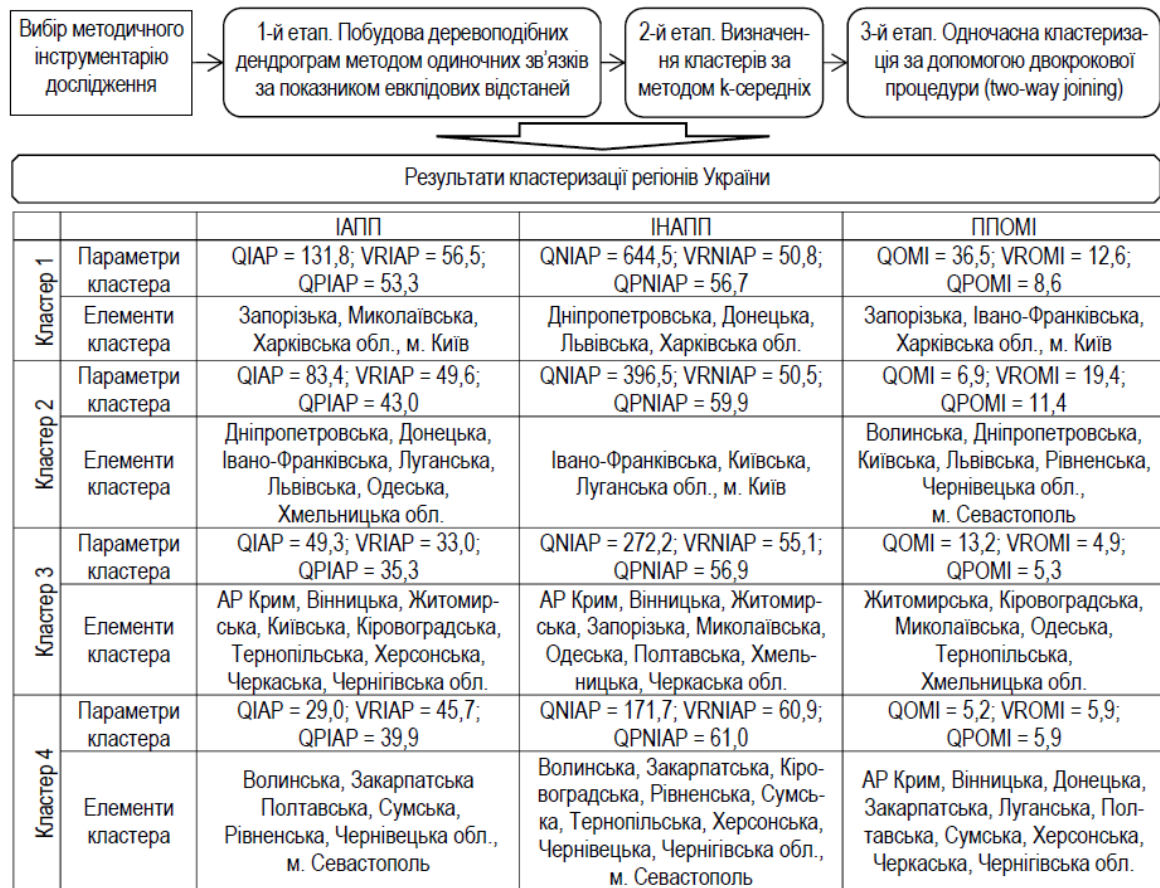 Вибір методичного
інструментарію
дослідження
1-й етап. Побудова деревоподібних
дендрограм методом одиночних зв’язків
за показником евклідових відстаней
2-й етап. Визначен-
ня кластерів за
методом k-середніх
3-й етап. Одночасна кластериза-
ція за допомогою двокрокової
процедури (two-way joining)
Результати кластеризації регіонів України
ІАПП
ІНАПП
ППОМІ
Кластер 1
Параметри
кластера
QIAP = 131,8; VRIAP = 56,5;
QPIAP = 53,3
QNIAP = 644,5; VRNIAP = 50,8;
QPNIAP = 56,7
QOMI = 36,5; VROMI = 12,6;
QPOMI = 8,6
Елементи
кластера
Запорізька, Миколаївська,
Харківська обл., м. Київ
Дніпропетровська, Донецька,
Львівська, Харківська обл.
Запорізька, Івано-Франківська,
Харківська обл., м. Київ
Кластер 2
Параметри
кластера
QIAP = 83,4; VRIAP = 49,6;
QPIAP = 43,0
QNIAP = 396,5; VRNIAP = 50,5;
QPNIAP = 59,9
QOMI = 6,9; VROMI = 19,4;
QPOMI = 11,4
Елементи
кластера
Дніпропетровська, Донецька,
Івано-Франківська, Луганська,
Львівська, Одеська,
Хмельницька обл.
Івано-Франківська, Київська,
Луганська обл., м. Київ
Волинська, Дніпропетровська,
Київська, Львівська, Рівненська,
Чернівецька обл.,
м. Севастополь
Кластер 3
Параметри
кластера
QIAP = 49,3; VRIAP = 33,0;
QPIAP = 35,3
QNIAP = 272,2; VRNIAP = 55,1;
QPNIAP = 56,9
QOMI = 13,2; VROMI = 4,9;
QPOMI = 5,3
Елементи
кластера
АР Крим, Вінницька, Житомир-
ська, Київська, Кіровоградська,
Тернопільська, Херсонська,
Черкаська, Чернігівська обл.
АР Крим, Вінницька, Житомир-
ська, Запорізька, Миколаївська,
Одеська, Полтавська, Хмель-
ницька, Черкаська обл.
Житомирська, Кіровоградська,
Миколаївська, Одеська,
Тернопільська,
Хмельницька обл.
Кластер 4
Параметри
кластера
QIAP = 29,0; VRIAP = 45,7;
QPIAP = 39,9
QNIAP = 171,7; VRNIAP = 60,9;
QPNIAP = 61,0
QOMI = 5,2; VROMI = 5,9;
QPOMI = 5,9
Елементи
кластера
Волинська, Закарпатська
Полтавська, Сумська,
Рівненська, Чернівецька обл.,
м. Севастополь
Волинська, Закарпатська, Кіро-
воградська, Рівненська, Сумсь-
ка, Тернопільська, Херсонська,
Чернівецька, Чернігівська обл.,
м. Севастополь
АР Крим, Вінницька, Донецька,
Закарпатська, Луганська, Пол-
тавська, Сумська, Херсонська,
Черкаська, Чернігівська обл.